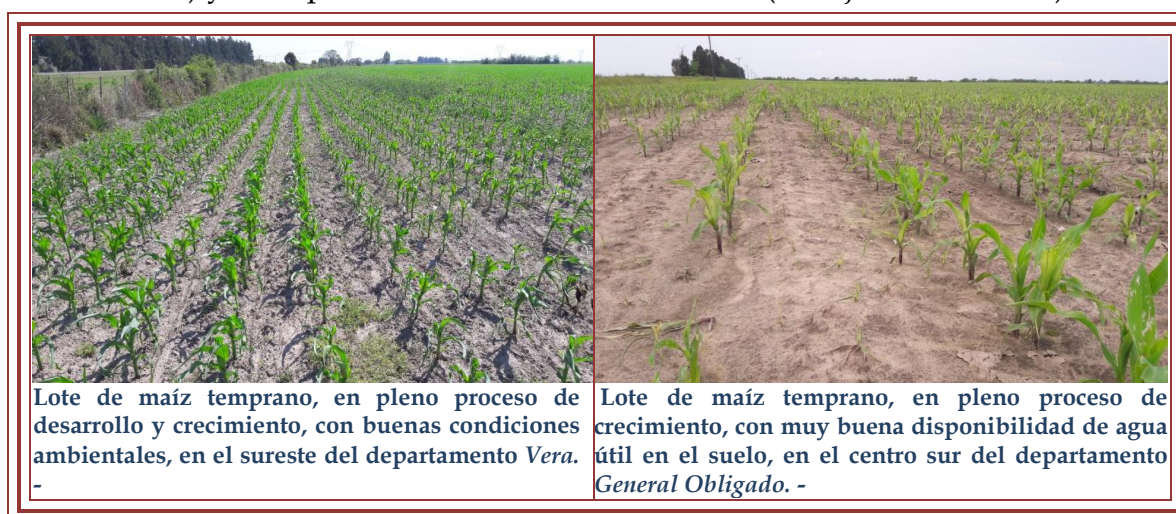 Lote de maíz temprano, en pleno proceso de
desarrollo y crecimiento, con buenas condiciones
ambientales, en el sureste del departamento Vera.
-
Lote de maíz temprano, en pleno proceso de
crecimiento, con muy buena disponibilidad de agua
útil en el suelo, en el centro sur del departamento
General Obligado. -